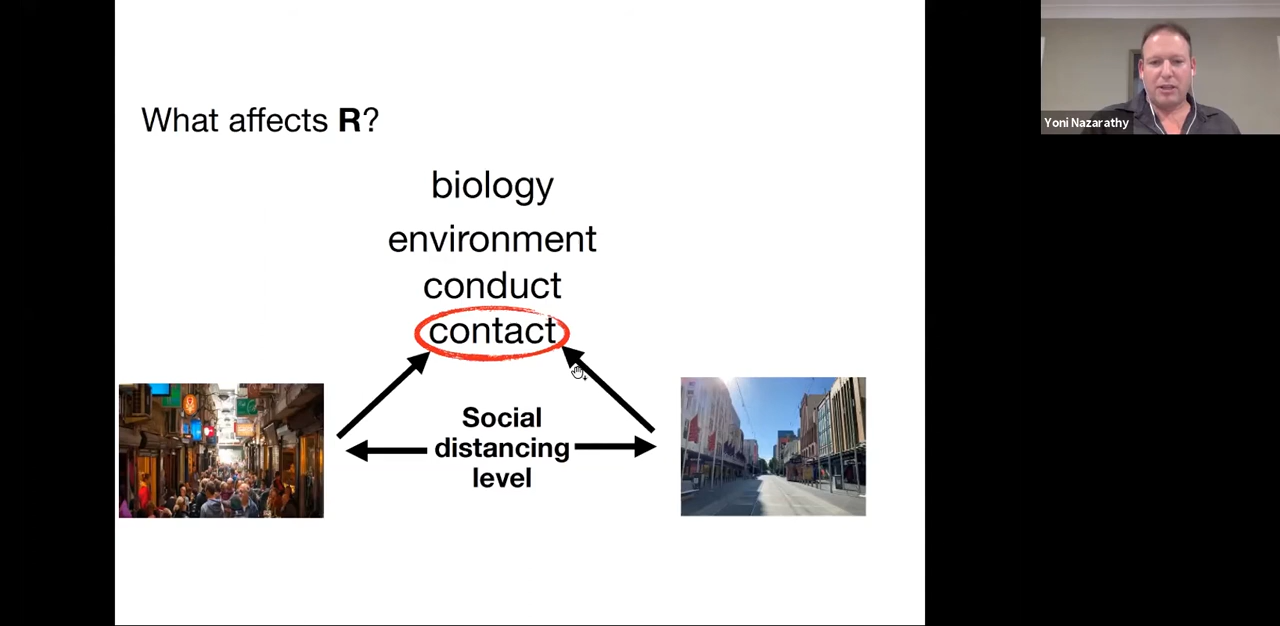 What affects R?
biology
environment
conduct
contact
Social
distancing
level
Yoni Nazarathy